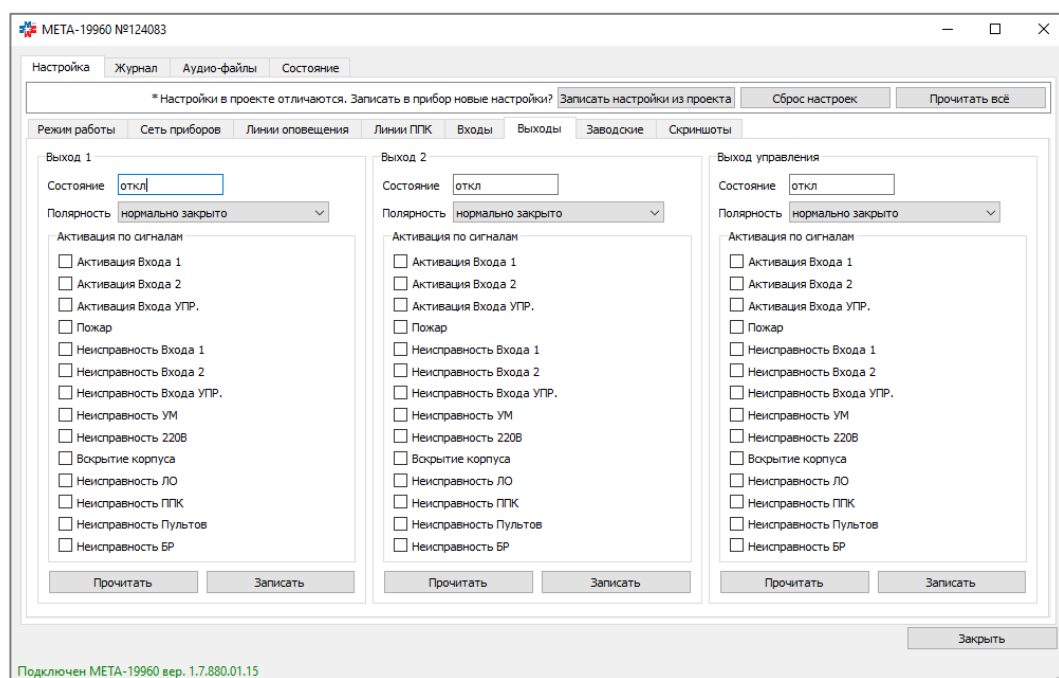 МЕТА-19960 №124083
Настройка Журнал Аудио-файлы Состояние
* Настройки в проекте отличаются. Записать в прибор новые настройки? Записать настройки из проекта Сброс настроек Прочитать всё
Режим работы Сеть приборов Линии оповещения Линии ППК Входы Выходы Заводские Скриншоты
Выход 1
Состояние откл
Полярность нормально закрыто
Активация по сигналам
Активация Входа 1
Активация Входа 2
Активация Входа УПР.
Пожар
Неисправность Входа 1
Неисправность Входа 2
Неисправность Входа УПР.
Неисправность УМ
Неисправность 220В
Вскрытие корпуса
Неисправность ЛО
Неисправность ППК
Неисправность Пультов
Неисправность БР
Прочитать Записать
Выход 2
Состояние откл
Полярность нормально закрыто
Активация по сигналам
Активация Входа 1
Активация Входа 2
Активация Входа УПР.
Пожар
Неисправность Входа 1
Неисправность Входа 2
Неисправность Входа УПР.
Неисправность УМ
Неисправность 220В
Вскрытие корпуса
Неисправность ЛО
Неисправность ППК
Неисправность Пультов
Неисправность БР
Прочитать Записать
Выход управления
Состояние откл
Полярность нормально закрыто
Активация по сигналам
Активация Входа 1
Активация Входа 2
Активация Входа УПР.
Пожар
Неисправность Входа 1
Неисправность Входа 2
Неисправность Входа УПР.
Неисправность УМ
Неисправность 220В
Вскрытие корпуса
Неисправность ЛО
Неисправность ППК
Неисправность Пультов
Неисправность БР
Прочитать Записать
Закрыть
Подключен МЕТА-19960 вер. 1.7.880.01.15